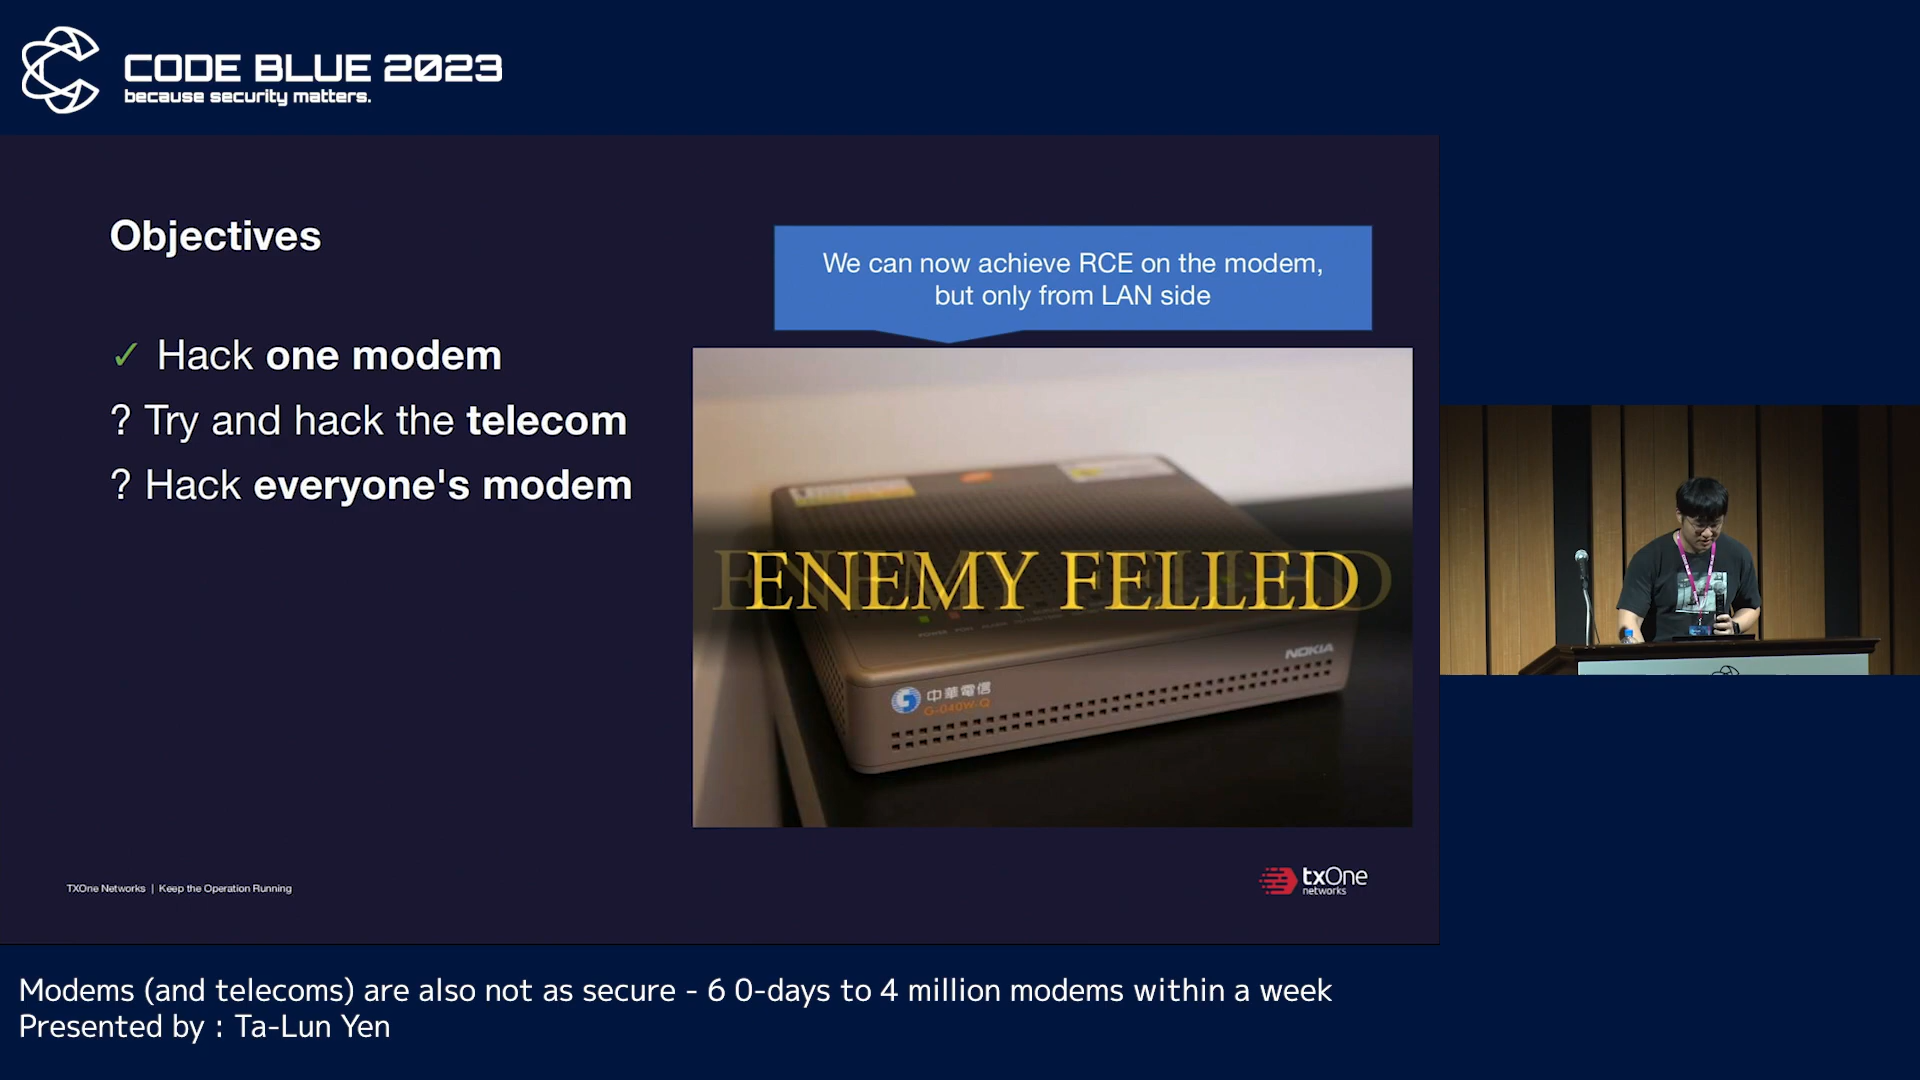 CODE BLUE 2023
because security matters.
Objectives
We can now achieve RCE on the modem,
but only from LAN side
✓ Hack one modem
? Try and hack the telecom
? Hack everyone's modem
ENEMY FELLED
NOKIA
中華電信
G-040W-Q
TXOne Networks | Keep the Operation Running
txOne
networks
Modems (and telecoms) are also not as secure - 6 0-days to 4 million modems within a week
Presented by : Ta-Lun Yen